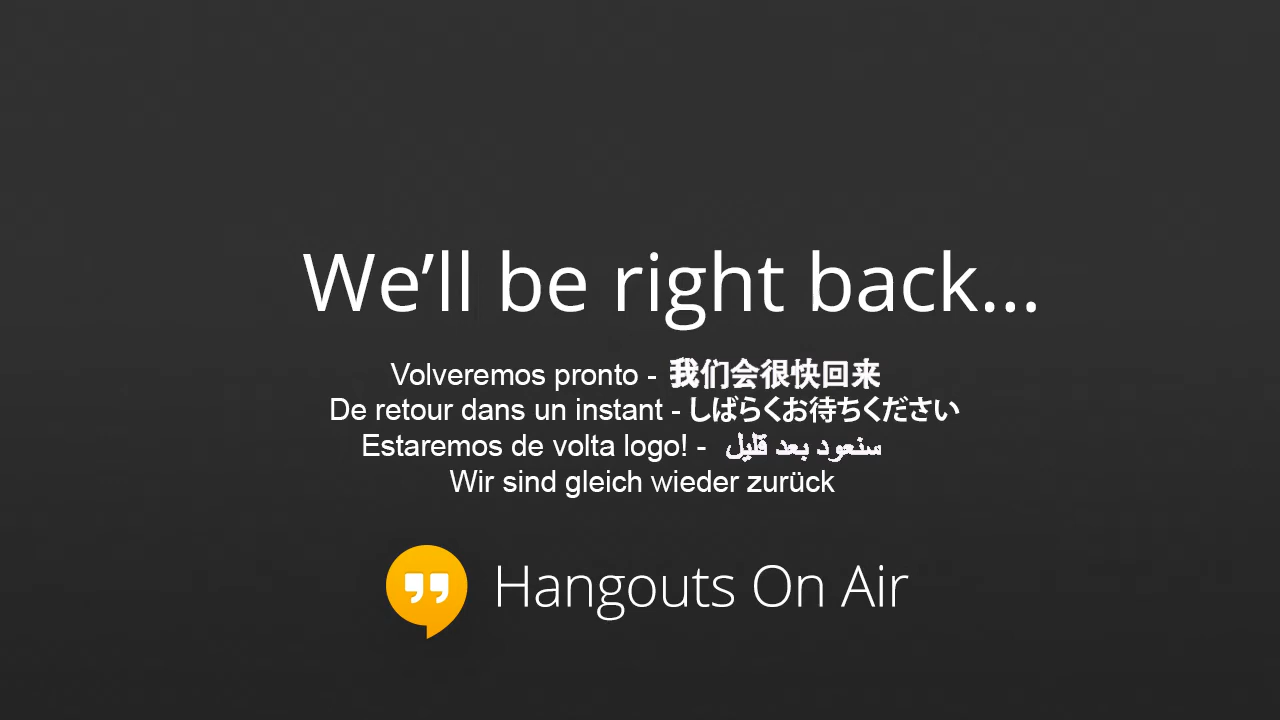 We’ll be right back...
Volveremos pronto - 我们会很快回来
De retour dans un instant - しばらくお待ちください
Estaremos de volta logo! - سنعود بعد قليل
Wir sind gleich wieder zurück
Hangouts On Air